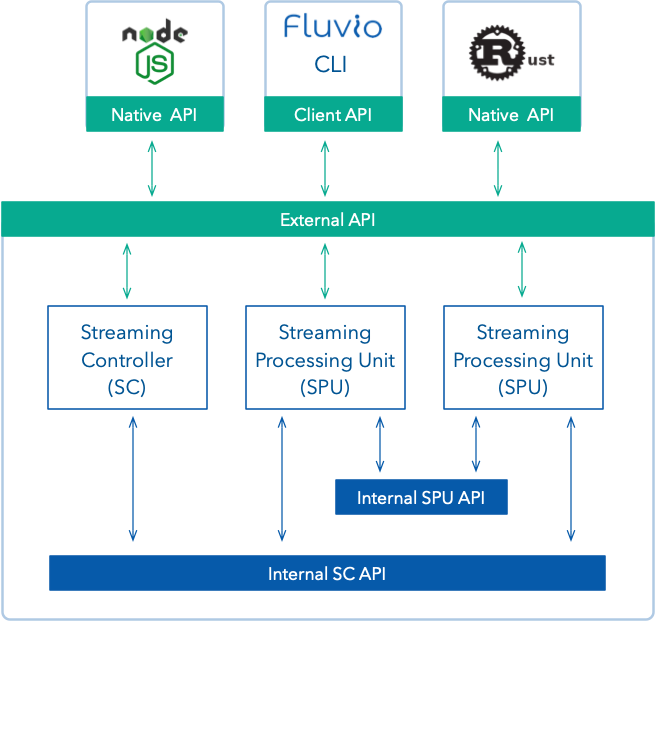 node
JS
Fluvio
CLI
Rust
Native API
Client API
Native API
External API
Streaming
Controller
(SC)
Streaming
Processing Unit
(SPU)
Streaming
Processing Unit
(SPU)
Internal SPU API
Internal SC API